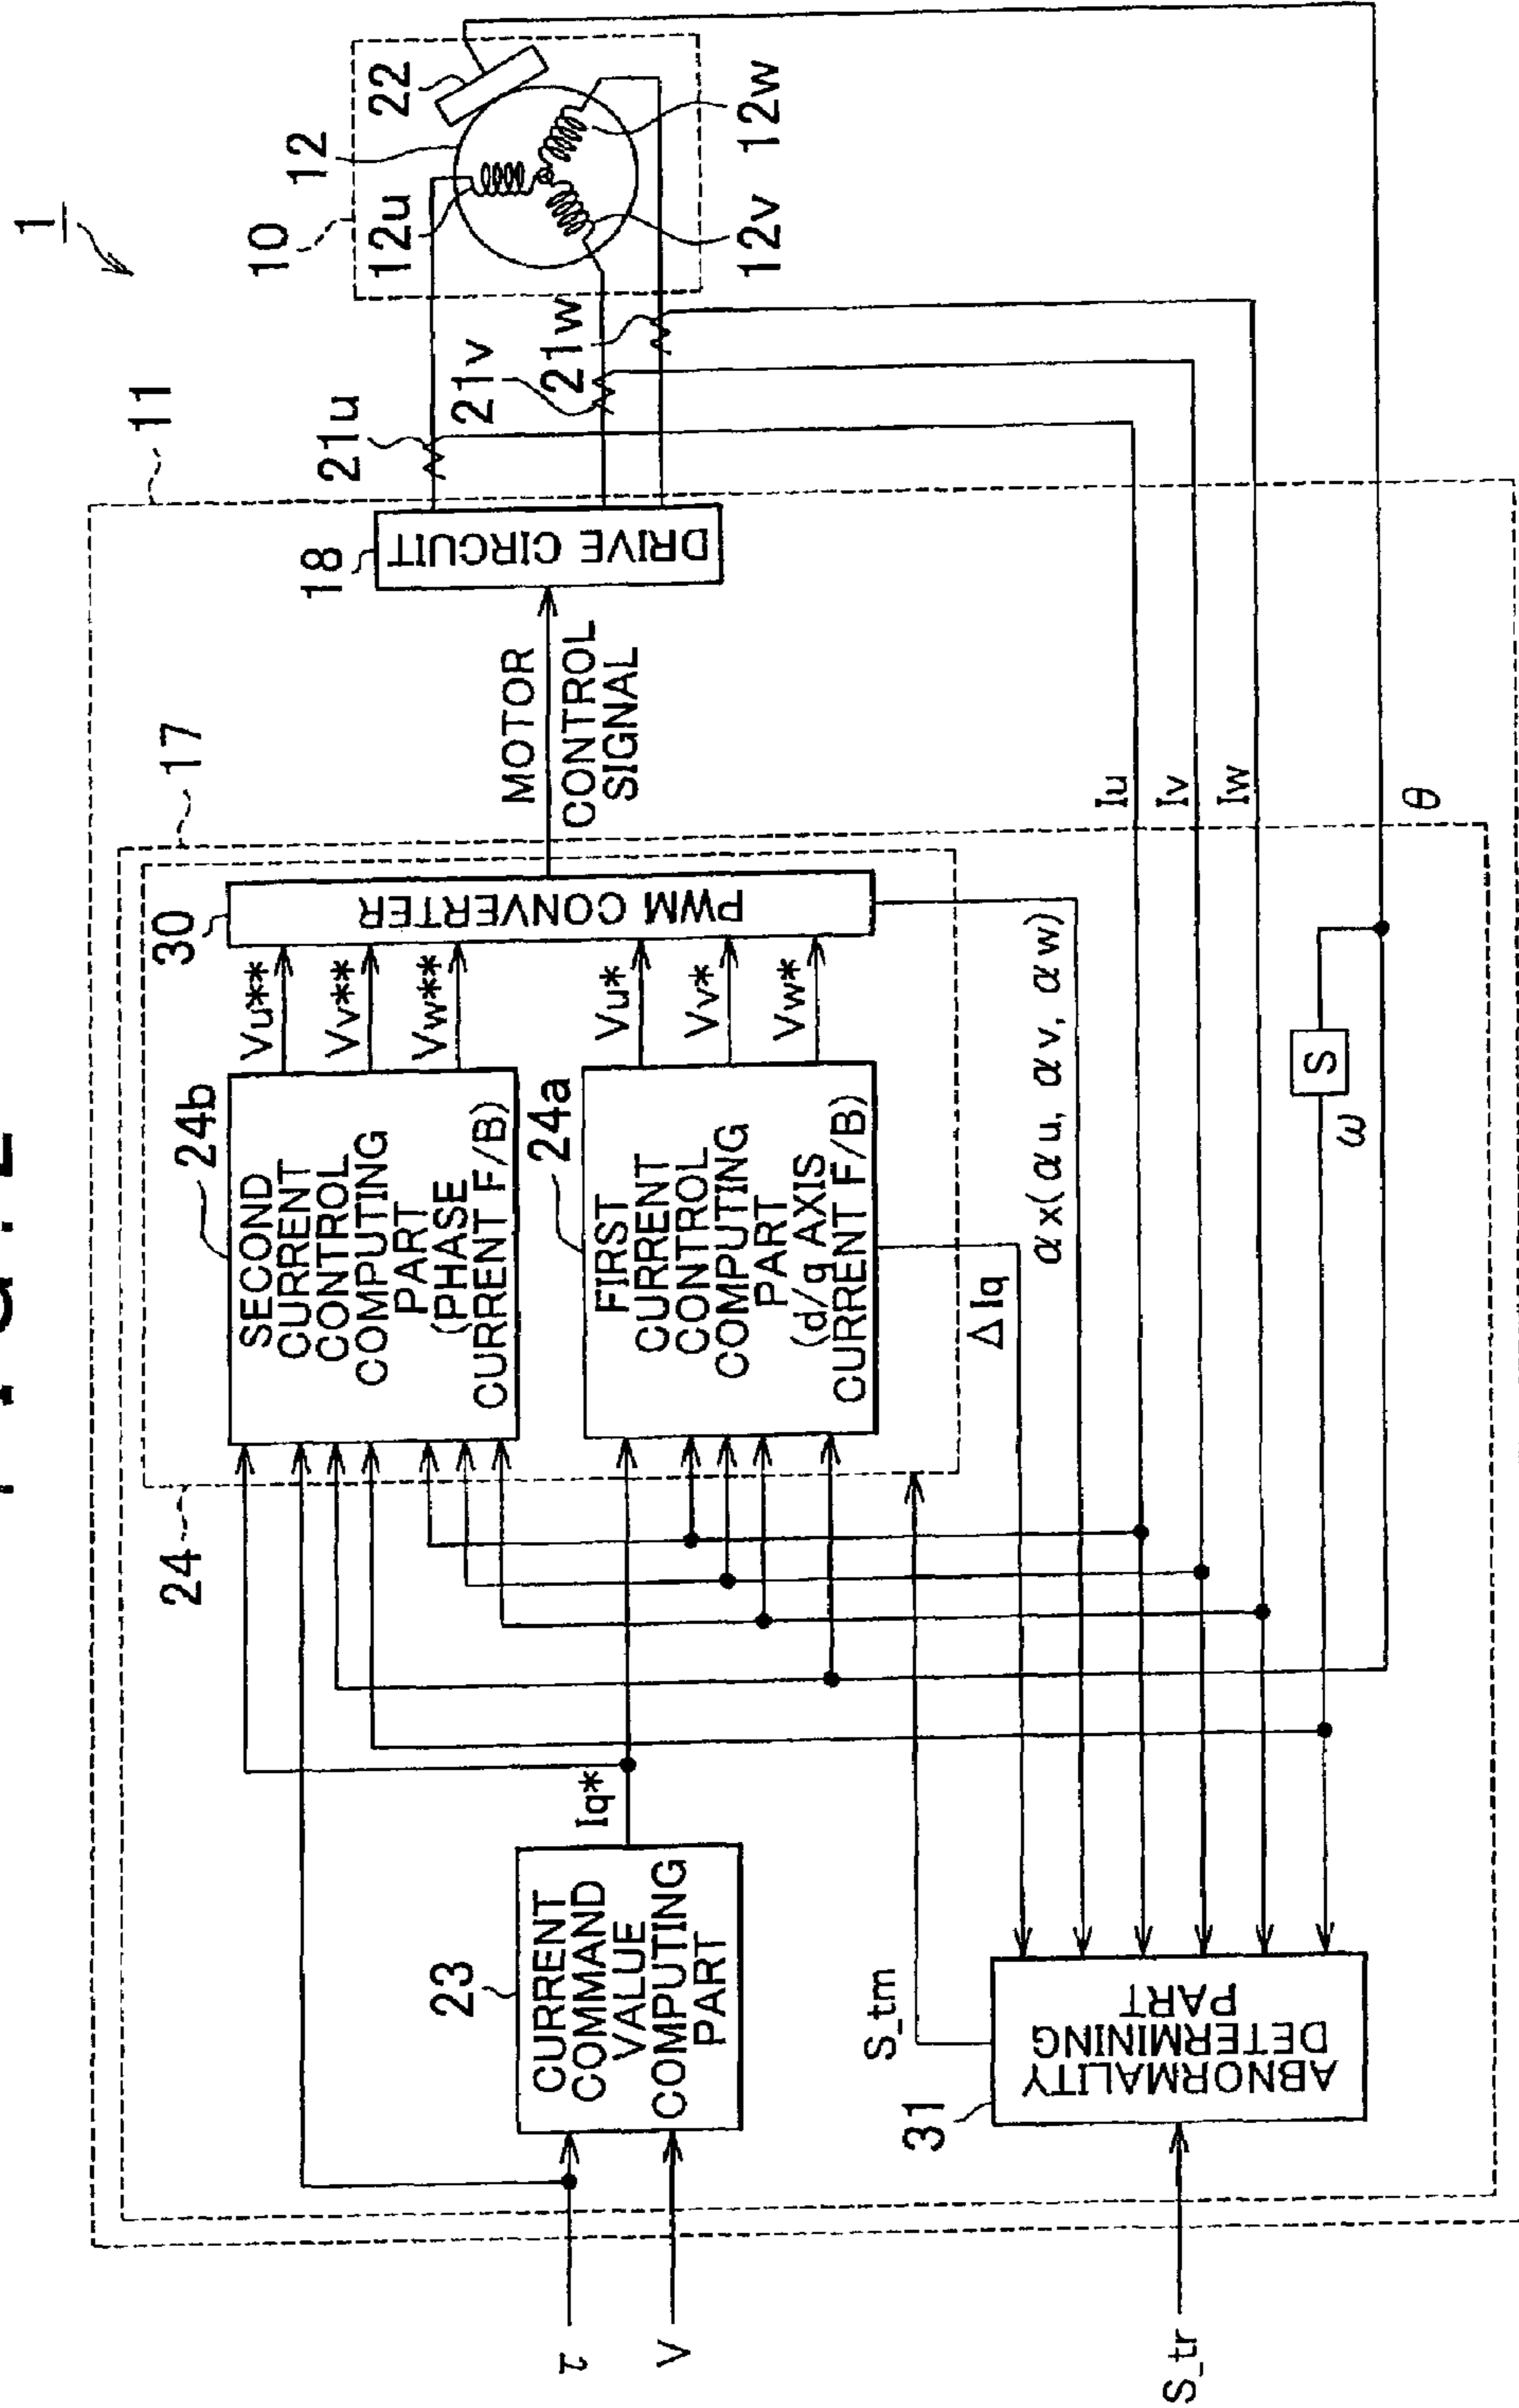 1
11
10
12
22
12u
12v
12w
21u
21v
21w
18
DRIVE CIRCUIT
MOTOR
CONTROL
SIGNAL
17
30
PWM CONVERTER
Vu**
Vv**
Vw**
Vu*
Vv*
Vw*
24b
SECOND
CURRENT
CONTROL
COMPUTING
PART
(PHASE
CURRENT F/B)
24a
FIRST
CURRENT
CONTROL
COMPUTING
PART
(d/q AXIS
CURRENT F/B)
24
ΔIq
αx(αu, αv, αw)
Iu
Iv
Iw
θ
S
ω
Iq*
23
CURRENT
COMMAND
VALUE
COMPUTING
PART
S_tm
31
ABNORMALITY
DETERMINING
PART
τ
V
S_tr